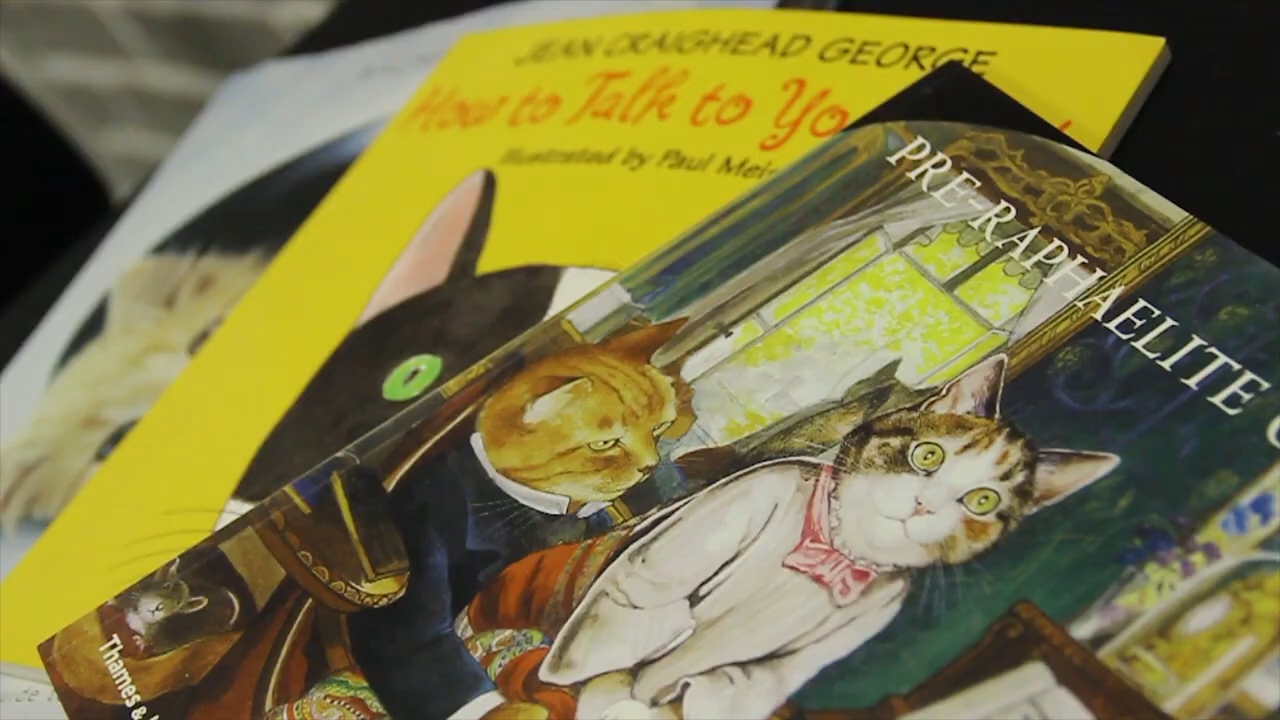 JEAN CRAIGHEAD GEORGE
How to Talk to Yo
Illustrated by Paul Mei
PRE-RAPHAELITE
Thames &